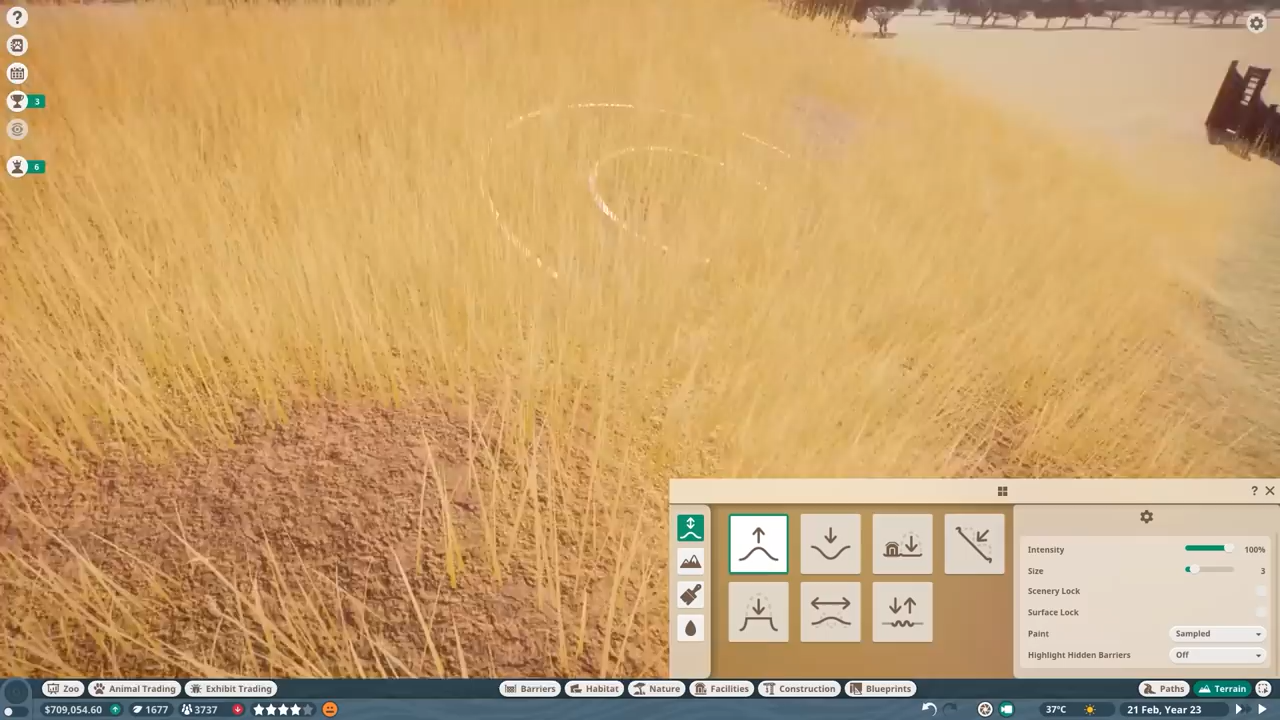 ?
3
6
? ×
Intensity 100%
Size 3
Scenery Lock
Surface Lock
Paint Sampled
Highlight Hidden Barriers Off
Zoo Animal Trading Exhibit Trading Barriers Habitat Nature Facilities Construction Blueprints Paths Terrain
$709,054.60 1677 3737 37°C 21 Feb, Year 23